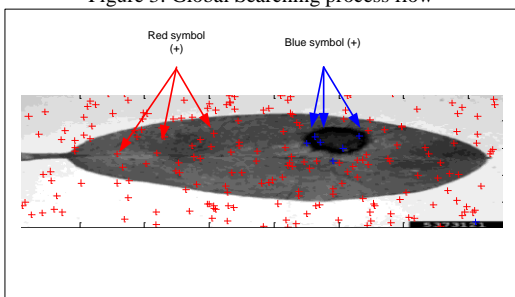 Figure 3. Global Searching process flow
Red symbol
(+)
Blue symbol (+)